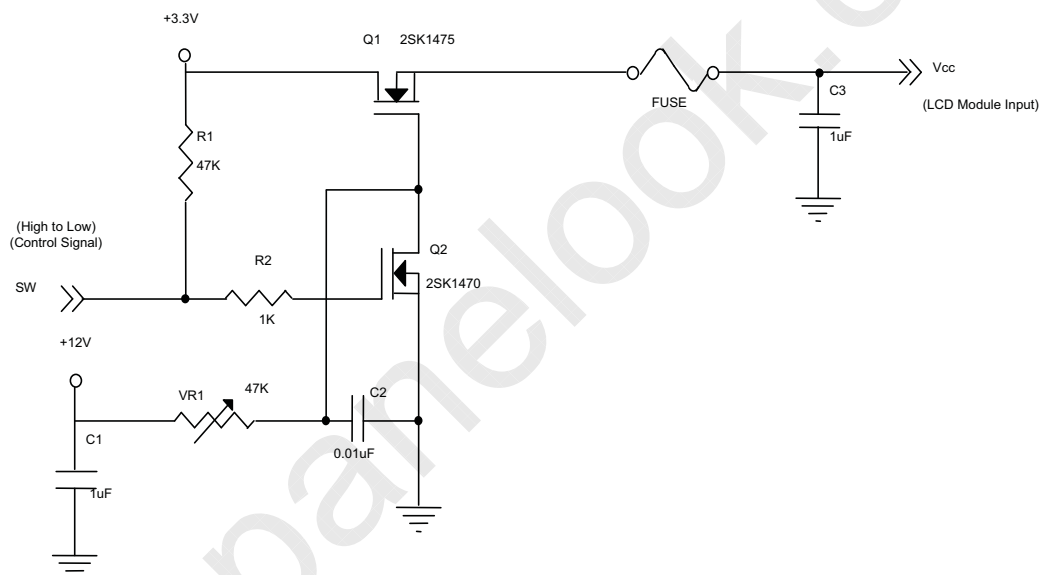 +3.3V
Q1 2SK1475
Vcc
(LCD Module Input)
FUSE
C3
1uF
R1
47K
(High to Low)
(Control Signal)
SW
R2
1K
Q2
2SK1470
+12V
VR1
47K
C2
0.01uF
C1
1uF
panelook.c